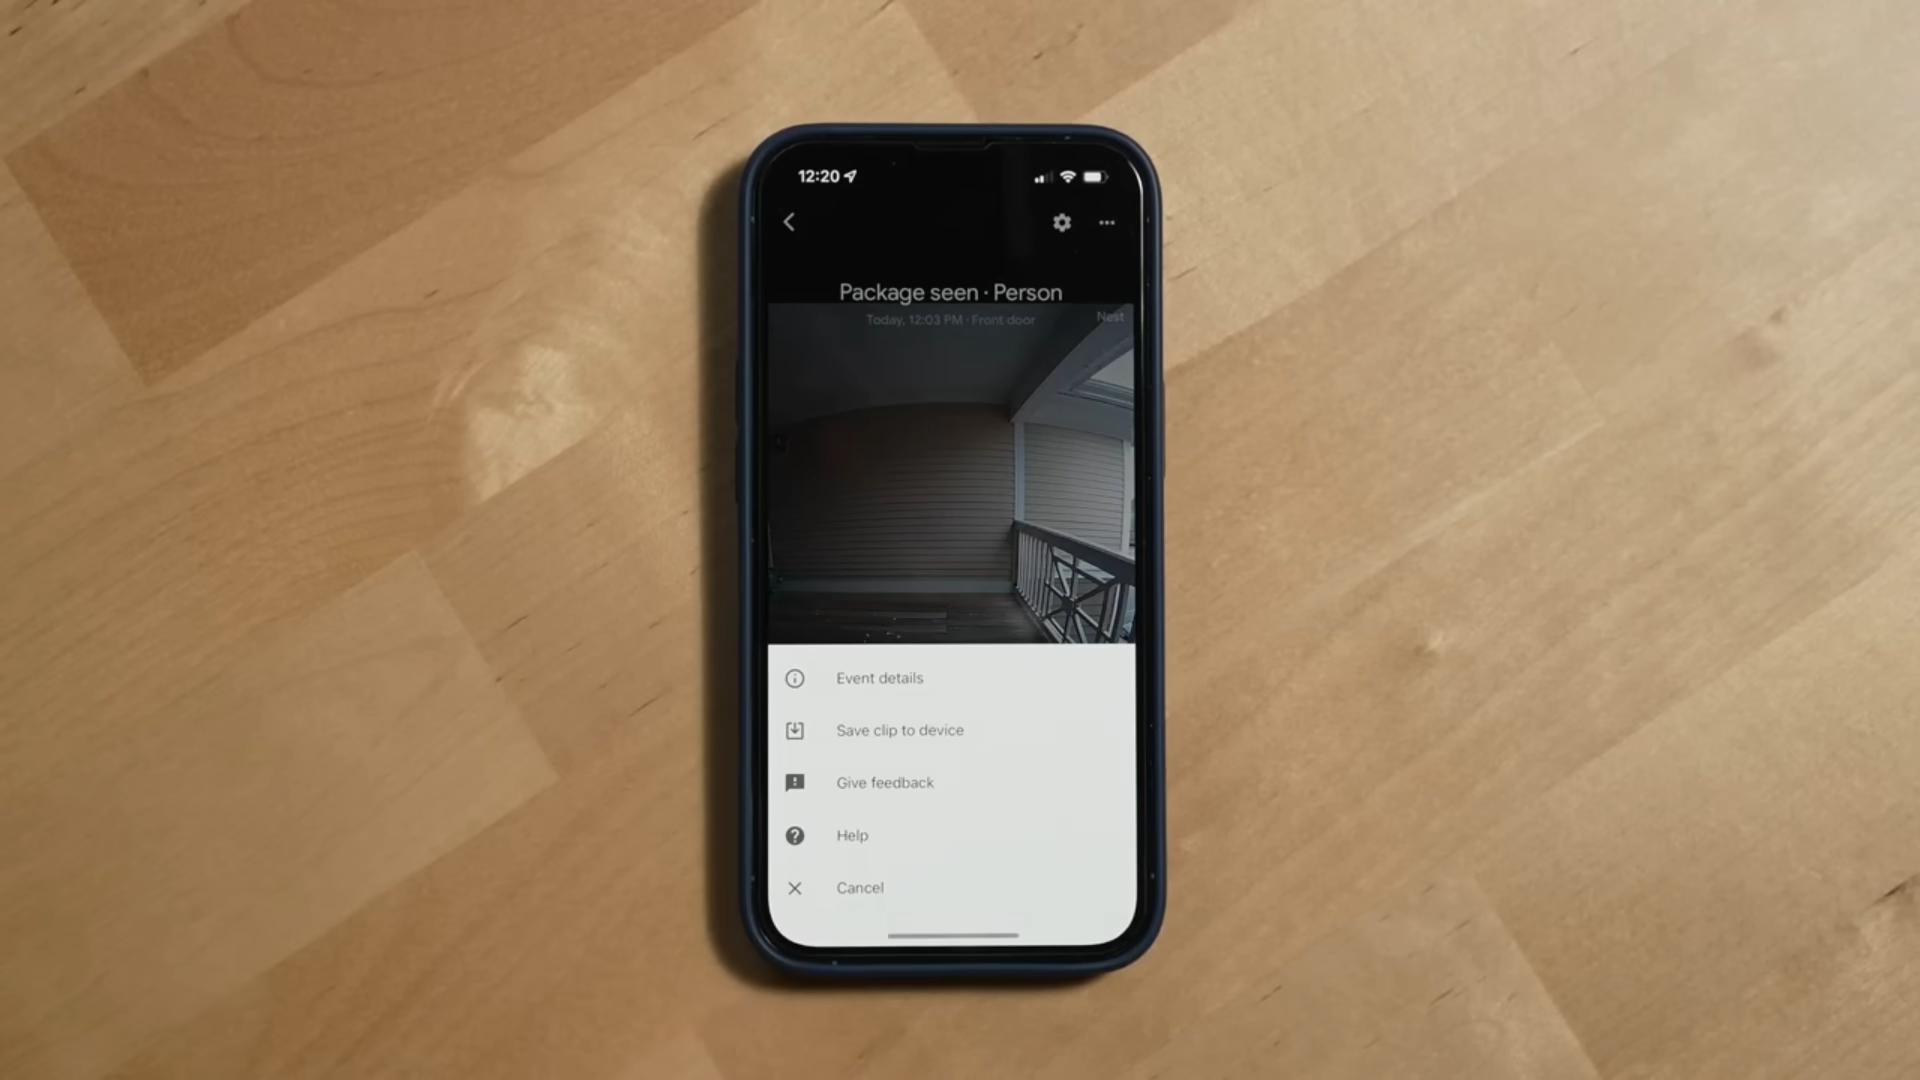 12:20
Package seen · Person
Today, 12:03 PM · Front door
Nest
Event details
Save clip to device
Give feedback
Help
Cancel